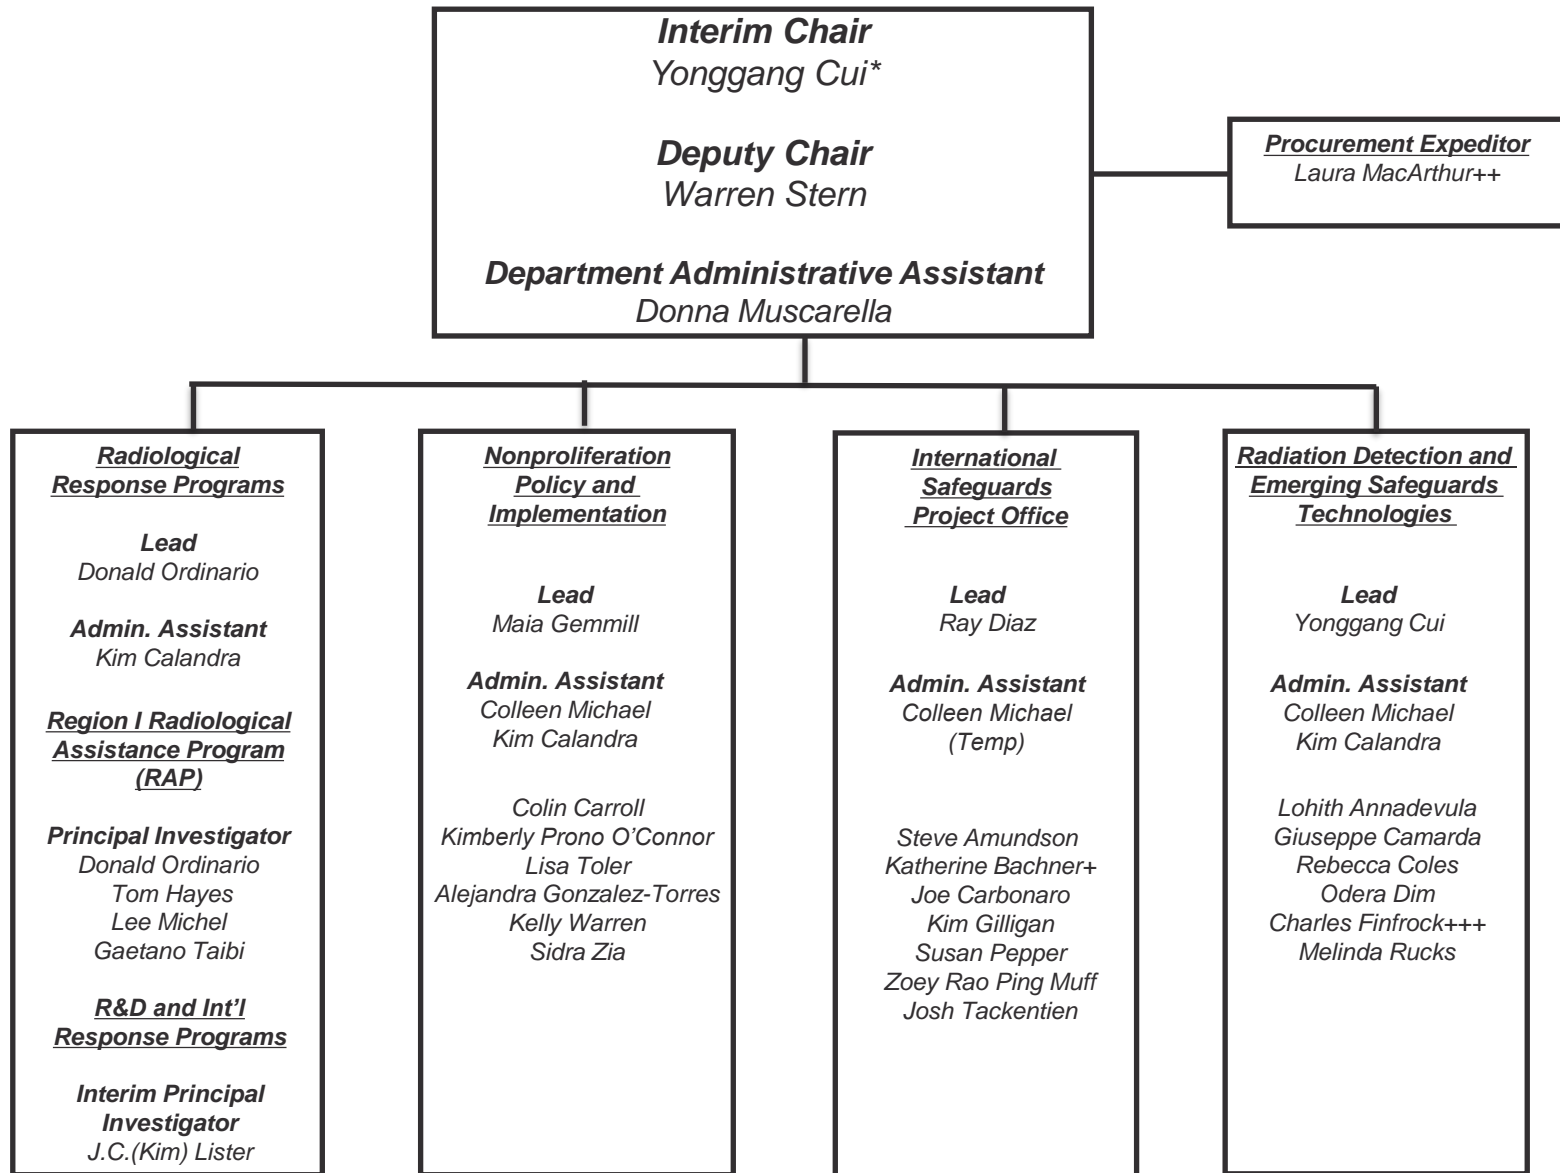 Interim Chair
Yonggang Cui*
Deputy Chair
Warren Stern
Department Administrative Assistant
Donna Muscarella
Procurement Expeditor
Laura MacArthur++
Radiological
Response Programs
Lead
Donald Ordinario
Admin. Assistant
Kim Calandra
Region I Radiological
Assistance Program
(RAP)
Principal Investigator
Donald Ordinario
Tom Hayes
Lee Michel
Gaetano Taibi
R&D and Int'l
Response Programs
Interim Principal
Investigator
J.C.(Kim) Lister
Nonproliferation
Policy and
Implementation
Lead
Maia Gemmill
Admin. Assistant
Colleen Michael
Kim Calandra
Colin Carroll
Kimberly Prono O’Connor
Lisa Toler
Alejandra Gonzalez-Torres
Kelly Warren
Sidra Zia
International
Safeguards
Project Office
Lead
Ray Diaz
Admin. Assistant
Colleen Michael
(Temp)
Steve Amundson
Katherine Bachner+
Joe Carbonaro
Kim Gilligan
Susan Pepper
Zoey Rao Ping Muff
Josh Tackentien
Radiation Detection and
Emerging Safeguards
Technologies
Lead
Yonggang Cui
Admin. Assistant
Colleen Michael
Kim Calandra
Lohith Annadevula
Giuseppe Camarda
Rebecca Coles
Odera Dim
Charles Finfrock+++
Melinda Rucks